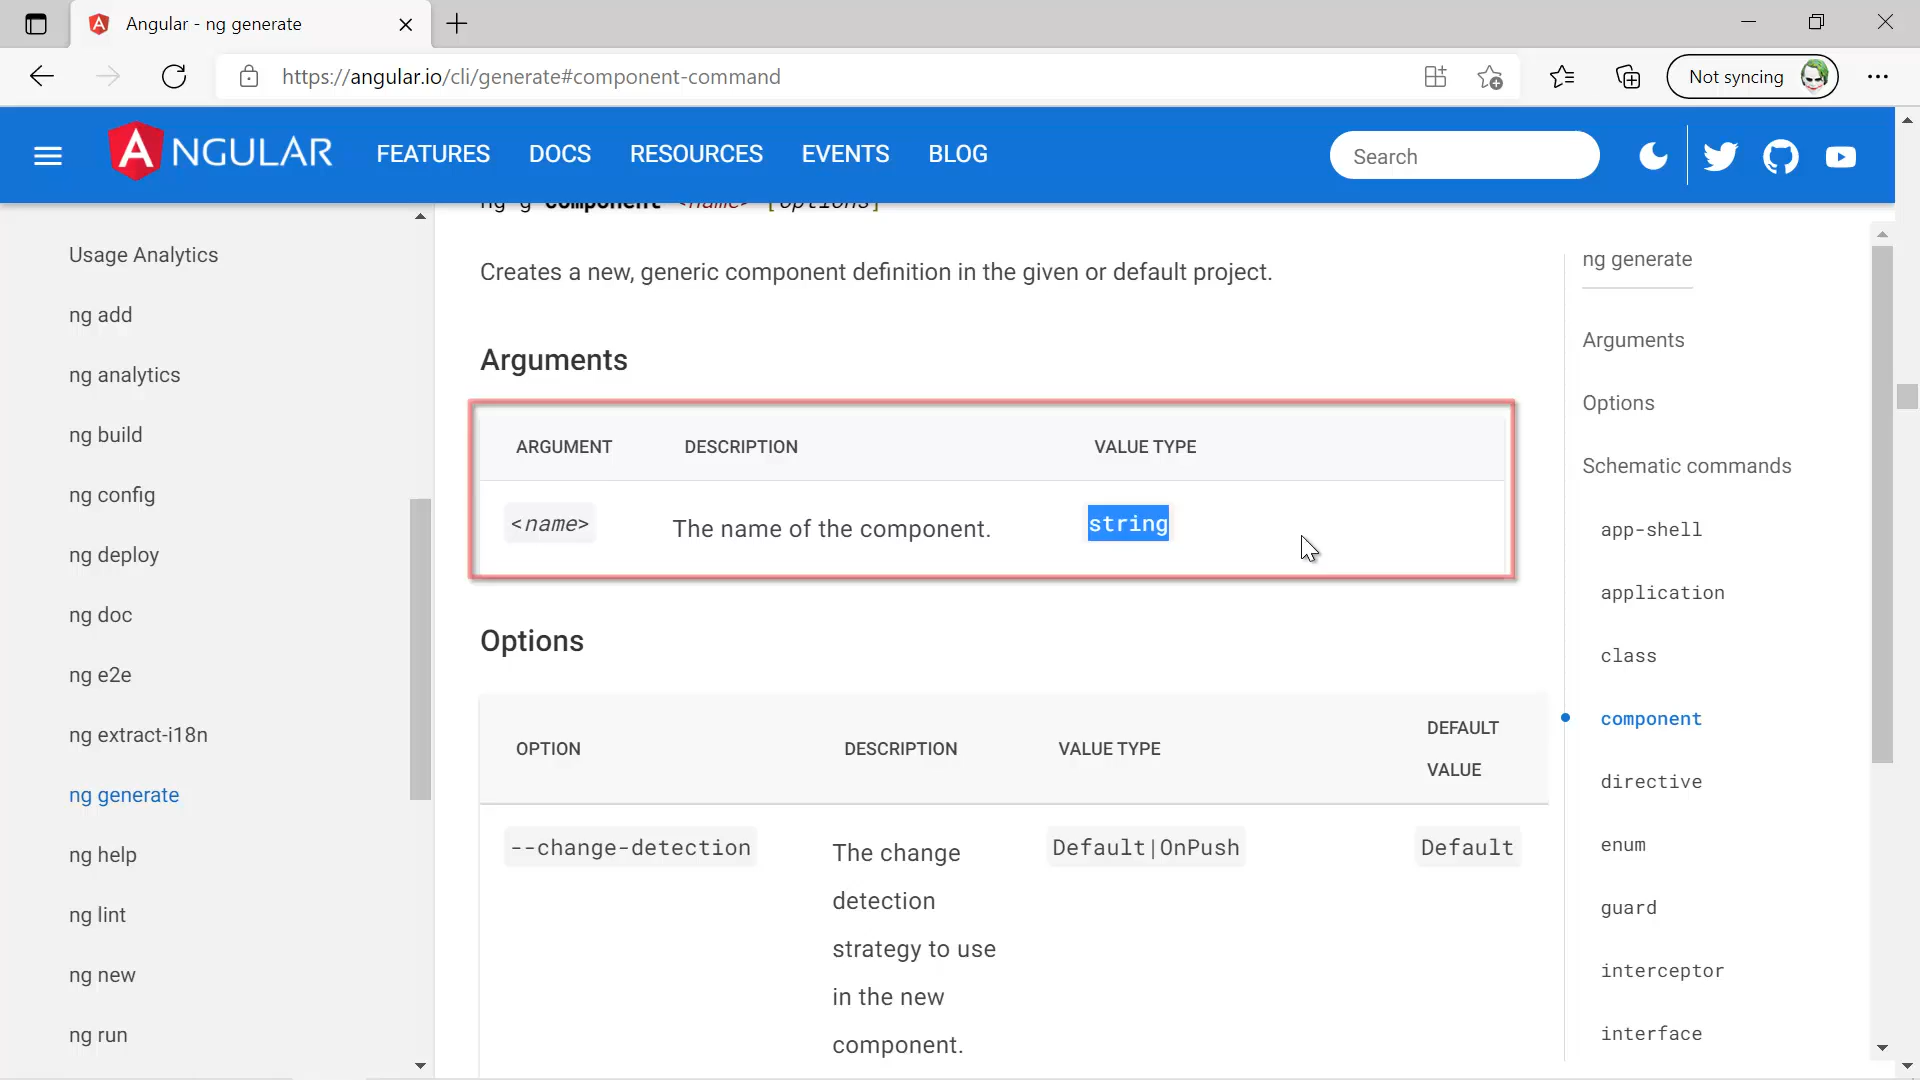 Angular - ng generate
https://angular.io/cli/generate#component-command
Not syncing
ANGULAR
FEATURES
DOCS
RESOURCES
EVENTS
BLOG
Search
Usage Analytics
ng add
ng analytics
ng build
ng config
ng deploy
ng doc
ng e2e
ng extract-i18n
ng generate
ng help
ng lint
ng new
ng run
ng g component <name> [options]
Creates a new, generic component definition in the given or default project.
Arguments
ARGUMENT DESCRIPTION VALUE TYPE
<name> The name of the component. string
Options
OPTION DESCRIPTION VALUE TYPE DEFAULT
VALUE
--change-detection The change Default|OnPush Default
detection
strategy to use
in the new
component.
ng generate
Arguments
Options
Schematic commands
app-shell
application
class
component
directive
enum
guard
interceptor
interface